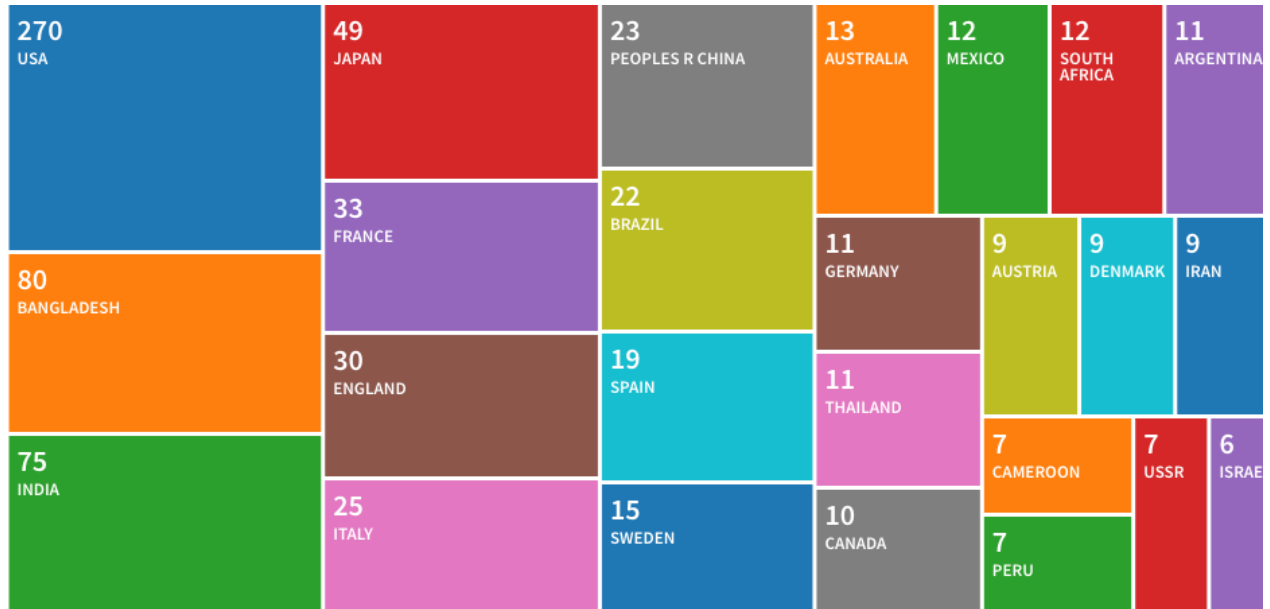 270
USA
80
BANGLADESH
75
INDIA
49
JAPAN
33
FRANCE
30
ENGLAND
25
ITALY
23
PEOPLES R CHINA
22
BRAZIL
19
SPAIN
15
SWEDEN
13
AUSTRALIA
12
MEXICO
12
SOUTH
AFRICA
11
ARGENTINA
11
GERMANY
11
THAILAND
10
CANADA
9
AUSTRIA
9
DENMARK
9
IRAN
7
CAMEROON
7
PERU
7
USSR
6
ISRAE